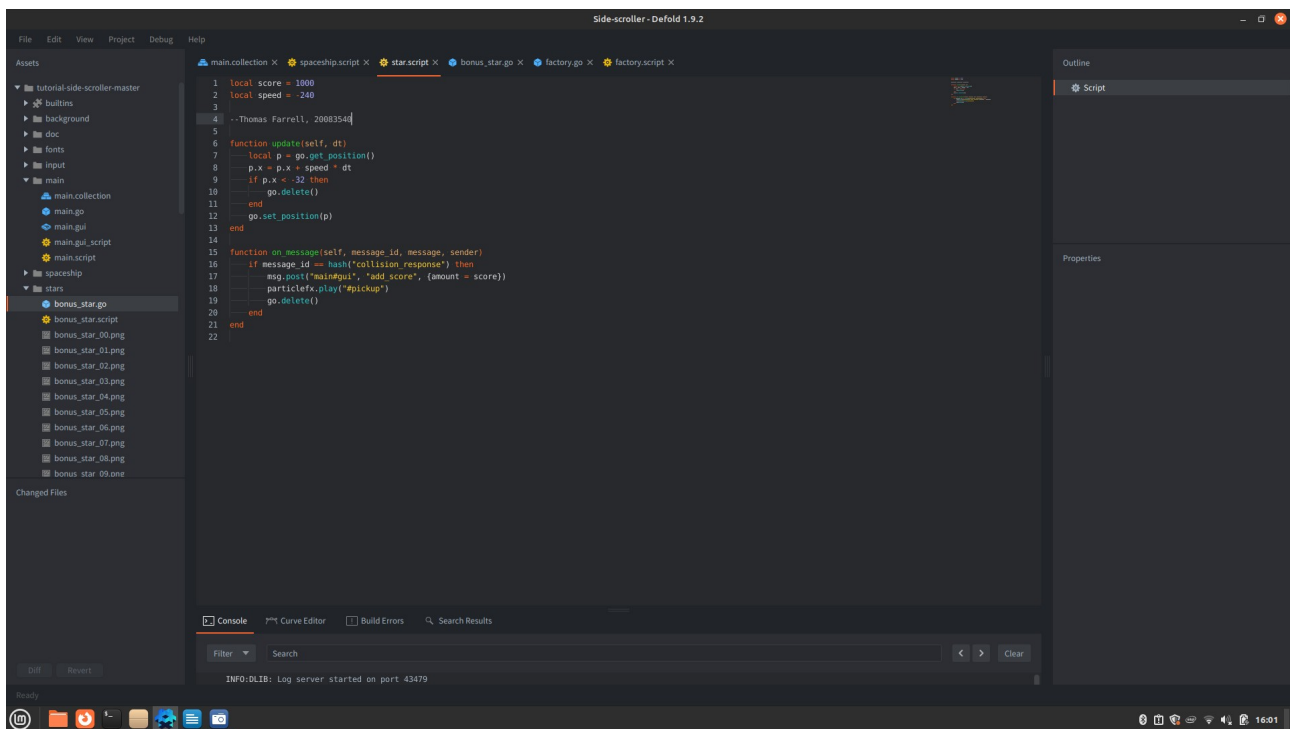 Side-scroller - Defold 1.9.2
File Edit View Project Debug Help
Assets
tutorial-side-scroller-master
builtins
background
doc
fonts
input
main
main.collection
main.go
main.gui
main.gui_script
main.script
spaceship
stars
bonus_star.go
bonus_star.script
bonus_star_00.png
bonus_star_01.png
bonus_star_02.png
bonus_star_03.png
bonus_star_04.png
bonus_star_05.png
bonus_star_06.png
bonus_star_07.png
bonus_star_08.png
bonus_star_09.png
Changed Files
Diff Revert
Ready
main.collection × spaceship.script × star.script × bonus_star.go × factory.go × factory.script ×
1 local score = 1000
2 local speed = -240
3
4 --Thomas Farrell, 20083540
5
6 function update(self, dt)
7 local p = go.get_position()
8 p.x = p.x + speed * dt
9 if p.x < -32 then
10 go.delete()
11 end
12 go.set_position(p)
13 end
14
15 function on_message(self, message_id, message, sender)
16 if message_id == hash("collision_response") then
17 msg.post("main#gui", "add_score", {amount = score})
18 particlefx.play("#pickup")
19 go.delete()
20 end
21 end
22
Console Curve Editor Build Errors Search Results
Filter Search Clear
INFO:DLIB: Log server started on port 43479
Outline
Script
Properties
16:01